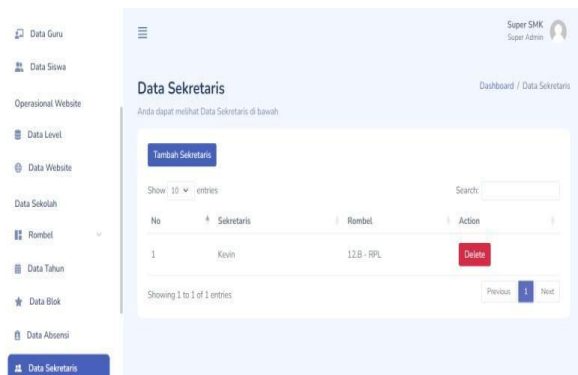 Data Guru
Data Siswa
Operasional Website
Data Level
Data Website
Data Sekolah
Rombel
Data Tahun
Data Blok
Data Absensi
Data Sekretaris
Super SMK
Super Admin
Data Sekretaris
Dashboard / Data Sekretaris
Anda dapat melihat Data Sekretaris di bawah
Tambah Sekretaris
Show 10 entries
Search:
No Sekretaris Rombel Action
1 Kevin 12.B - RPL Delete
Showing 1 to 1 of 1 entries
Previous 1 Next